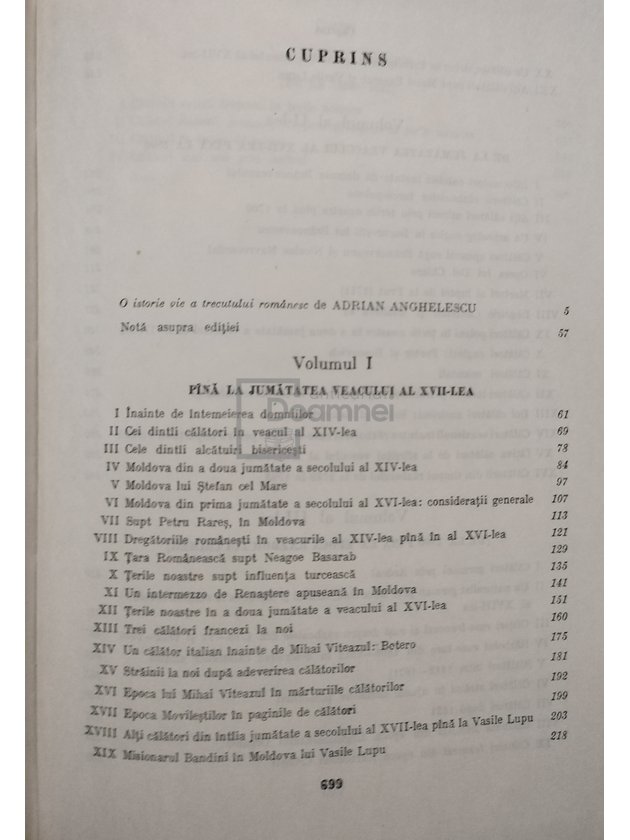 CUPRINS
O istorie vie a trecutului românesc de ADRIAN ANGHELESCU 5
Notă asupra ediției 57
Volumul I
PÎNĂ LA JUMĂTATEA VEACULUI AL XVII-LEA
I Înainte de întemeierea domniilor 61
II Cei dintîi călători în veacul al XIV-lea 69
III Cele dintîi alcătuiri bisericești 78
IV Moldova din a doua jumătate a secolului al XIV-lea 84
V Moldova lui Ștefan cel Mare 97
VI Moldova din prima jumătate a secolului al XVI-lea: considerații generale 107
VII Supt Petru Rareș, în Moldova 113
VIII Dregătoriile românești în veacurile al XIV-lea pînă în al XVI-lea 121
IX Țara Românească supt Neagoe Basarab 129
X Țerile noastre supt influența turcească 135
XI Un intermezzo de Renaștere apuseană în Moldova 141
XII Țerile noastre în a doua jumătate a veacului al XVI-lea 151
XIII Trei călători francezi la noi 160
XIV Un călător italian înainte de Mihai Viteazul: Botero 175
XV Străinii la noi după adeverirea călătorilor 181
XVI Epoca lui Mihai Viteazul în mărturiile călătorilor 192
XVII Epoca Movileștilor în paginile de călători 199
XVIII Alți călători din întîia jumătate a secolului al XVII-lea pînă la Vasile Lupu 203
XIX Misionarul Bandini în Moldova lui Vasile Lupu 218
699